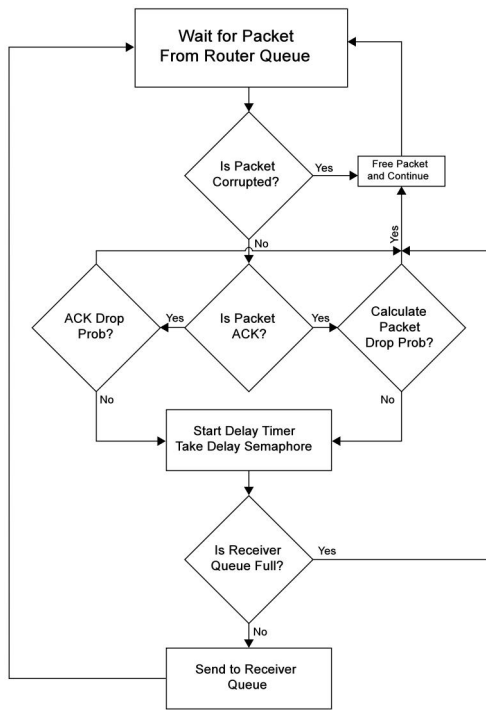 Wait for Packet
From Router Queue
Is Packet
Corrupted?
Yes
Free Packet
and Continue
No
Yes
ACK Drop
Prob?
Yes
Is Packet
ACK?
Yes
Calculate
Packet
Drop Prob?
No
No
Start Delay Timer
Take Delay Semaphore
Is Receiver
Queue Full?
Yes
No
Send to Receiver
Queue